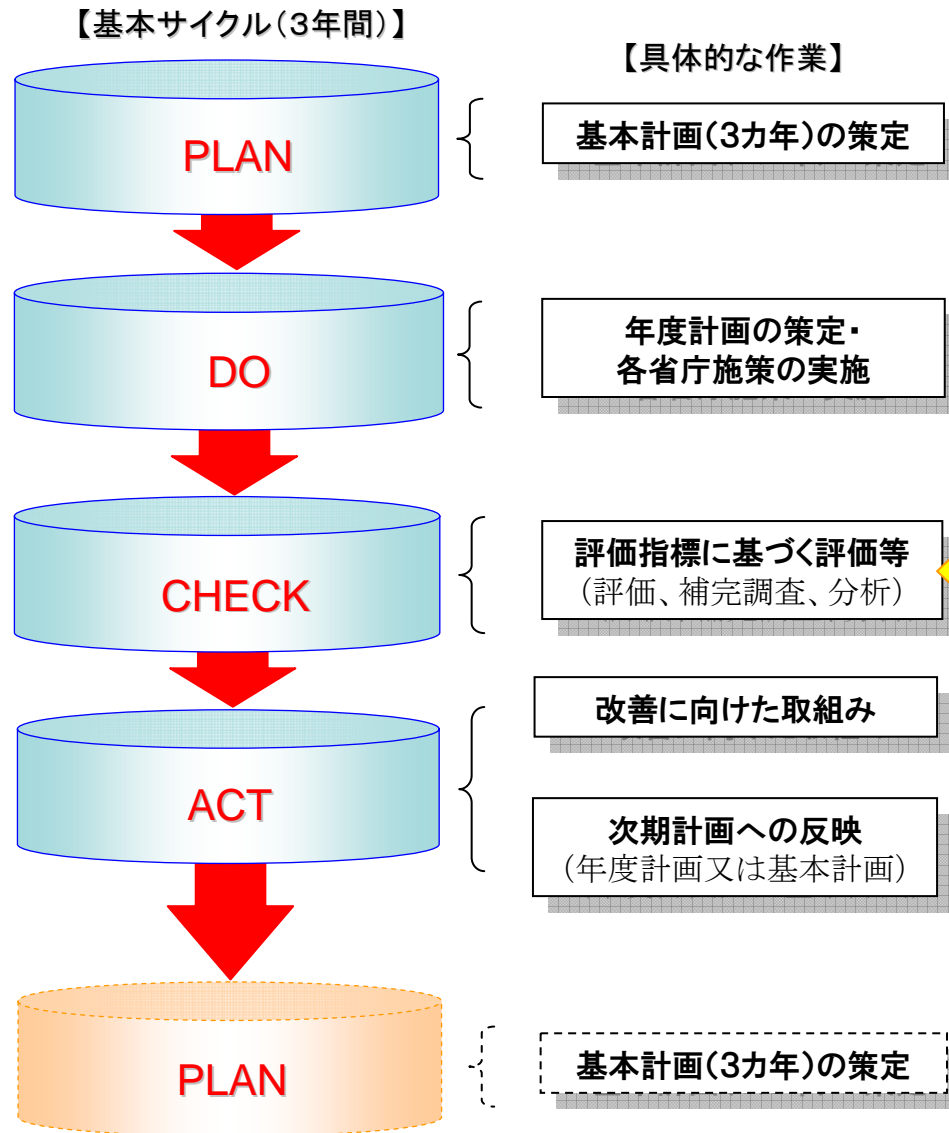 【基本サイクル(3年間)】
【具体的な作業】
PLAN
基本計画(3カ年)の策定
DO
年度計画の策定・
各省庁施策の実施
CHECK
評価指標に基づく評価等
(評価、補完調査、分析)
ACT
改善に向けた取組み
次期計画への反映
(年度計画又は基本計画)
PLAN
基本計画(3カ年)の策定